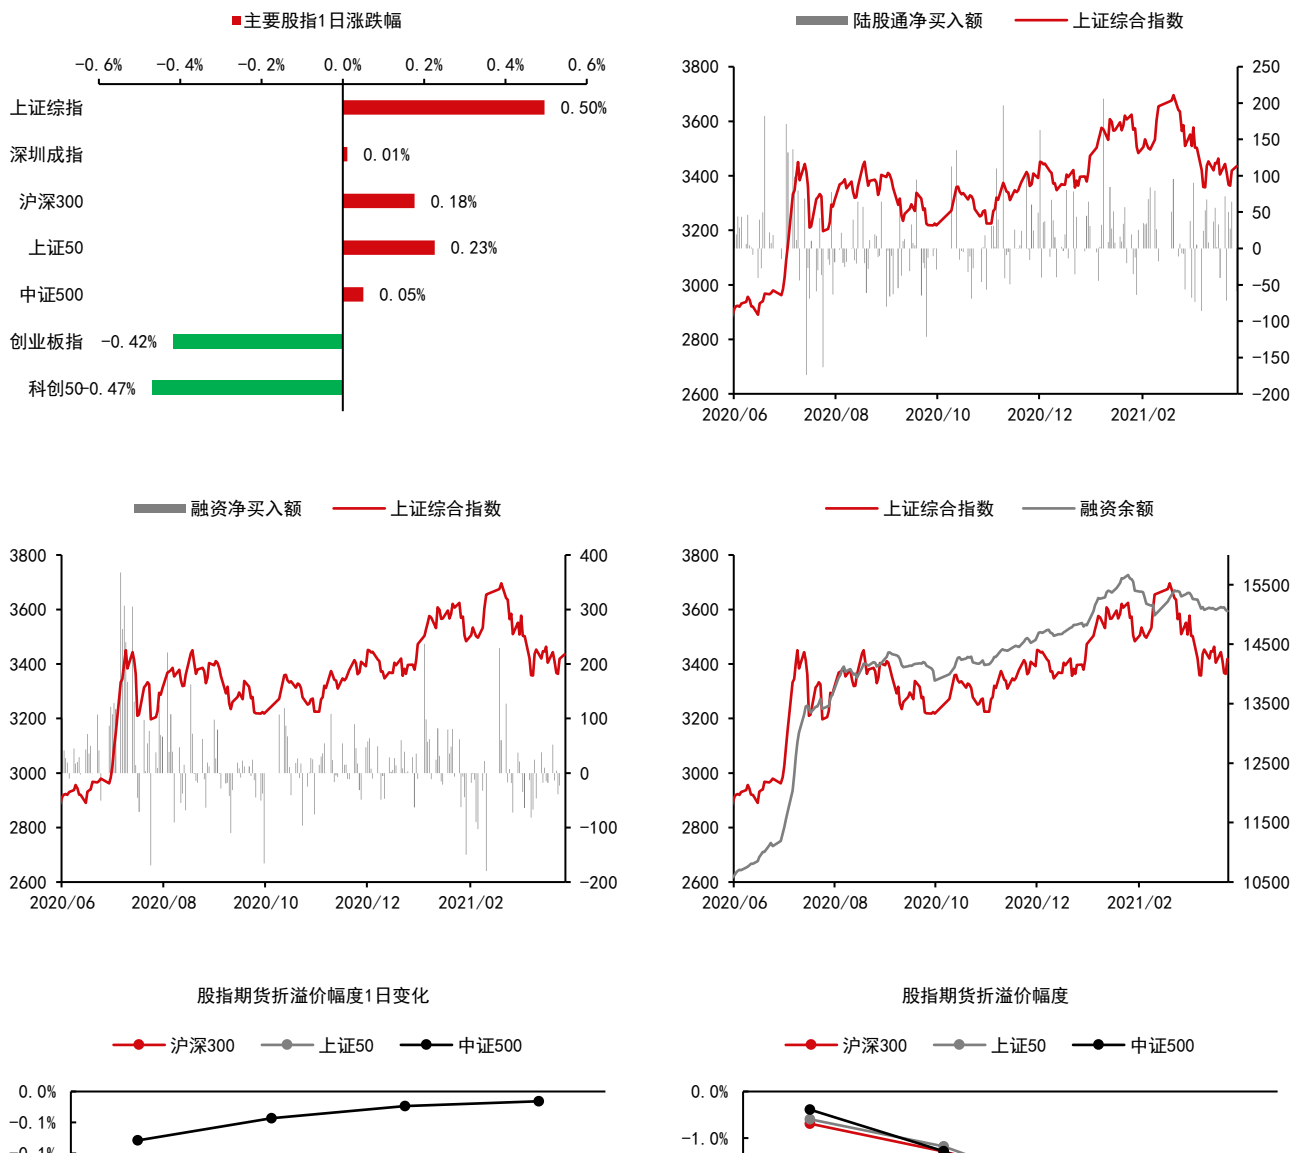 主要股指1日涨跌幅
-0.6% -0.4% -0.2% 0.0% 0.2% 0.4% 0.6%
上证综指 0.50%
深圳成指 0.01%
沪深300 0.18%
上证50 0.23%
中证500 0.05%
创业板指 -0.42%
科创50 -0.47%
陆股通净买入额 上证综合指数
3800 250
200
3600 150
3400 100
50
3200 0
3000 -50
-100
2800 -150
2600 -200
2020/06 2020/08 2020/10 2020/12 2021/02
融资净买入额 上证综合指数
3800 400
3600 300
3400 200
3200 100
3000 0
2800 -100
2600 -200
2020/06 2020/08 2020/10 2020/12 2021/02
上证综合指数 融资余额
3800
15500
3600
14500
3400
3200 13500
3000 12500
2800 11500
2600 10500
2020/06 2020/08 2020/10 2020/12 2021/02
股指期货折溢价幅度1日变化
沪深300 上证50 中证500
0.0%
-0.1%
-0.1%
股指期货折溢价幅度
沪深300 上证50 中证500
0.0%
-1.0%